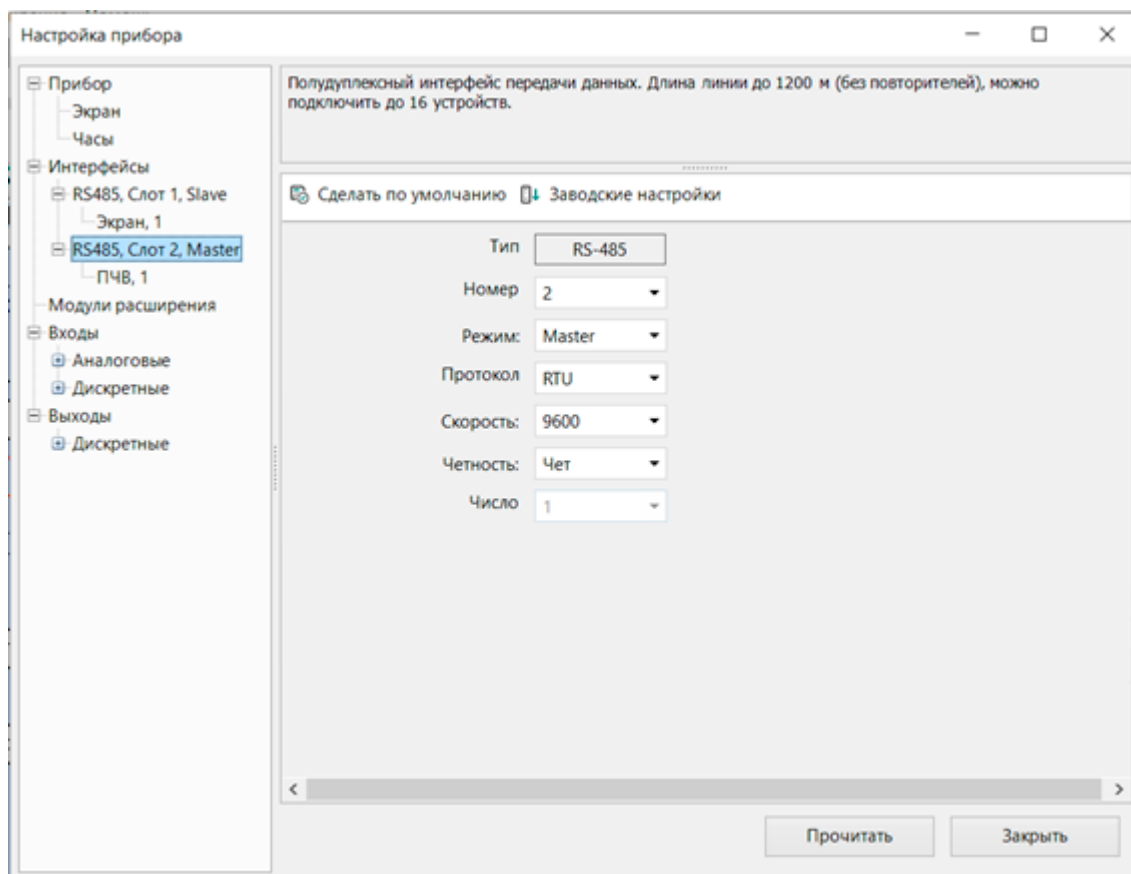 Настройка прибора
Прибор
Экран
Часы
Интерфейсы
RS485, Слот 1, Slave
Экран, 1
RS485, Слот 2, Master
ПЧВ, 1
Модули расширения
Входы
Аналоговые
Дискретные
Выходы
Дискретные
Полудуплексный интерфейс передачи данных. Длина линии до 1200 м (без повторителей), можно
подключить до 16 устройств.
Сделать по умолчанию Заводские настройки
Тип RS-485
Номер 2
Режим: Master
Протокол RTU
Скорость: 9600
Четность: Чет
Число 1
Прочитать Закрыть